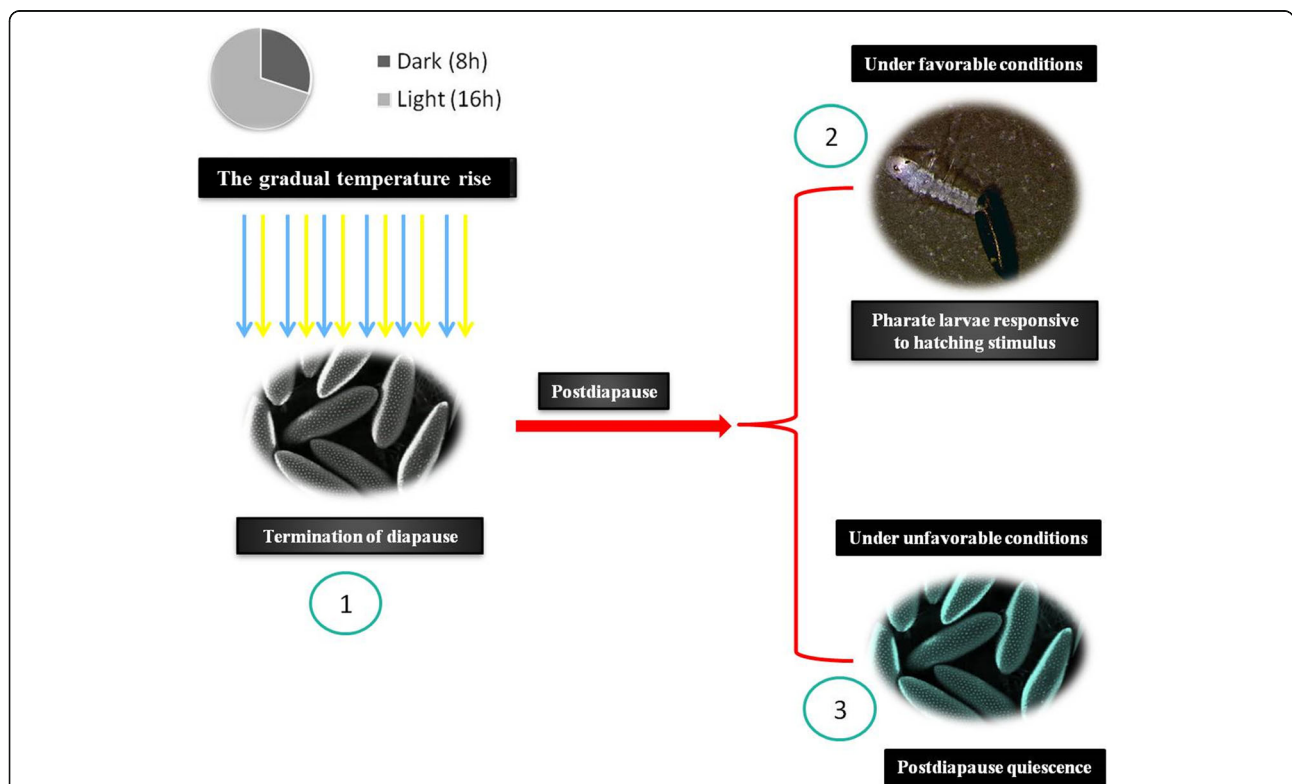 Dark (8h)
Light (16h)
The gradual temperature rise
Termination of diapause
1
Postdiapause
Under favorable conditions
2
Pharate larvae responsive
to hatching stimulus
Under unfavorable conditions
3
Postdiapause quiescence